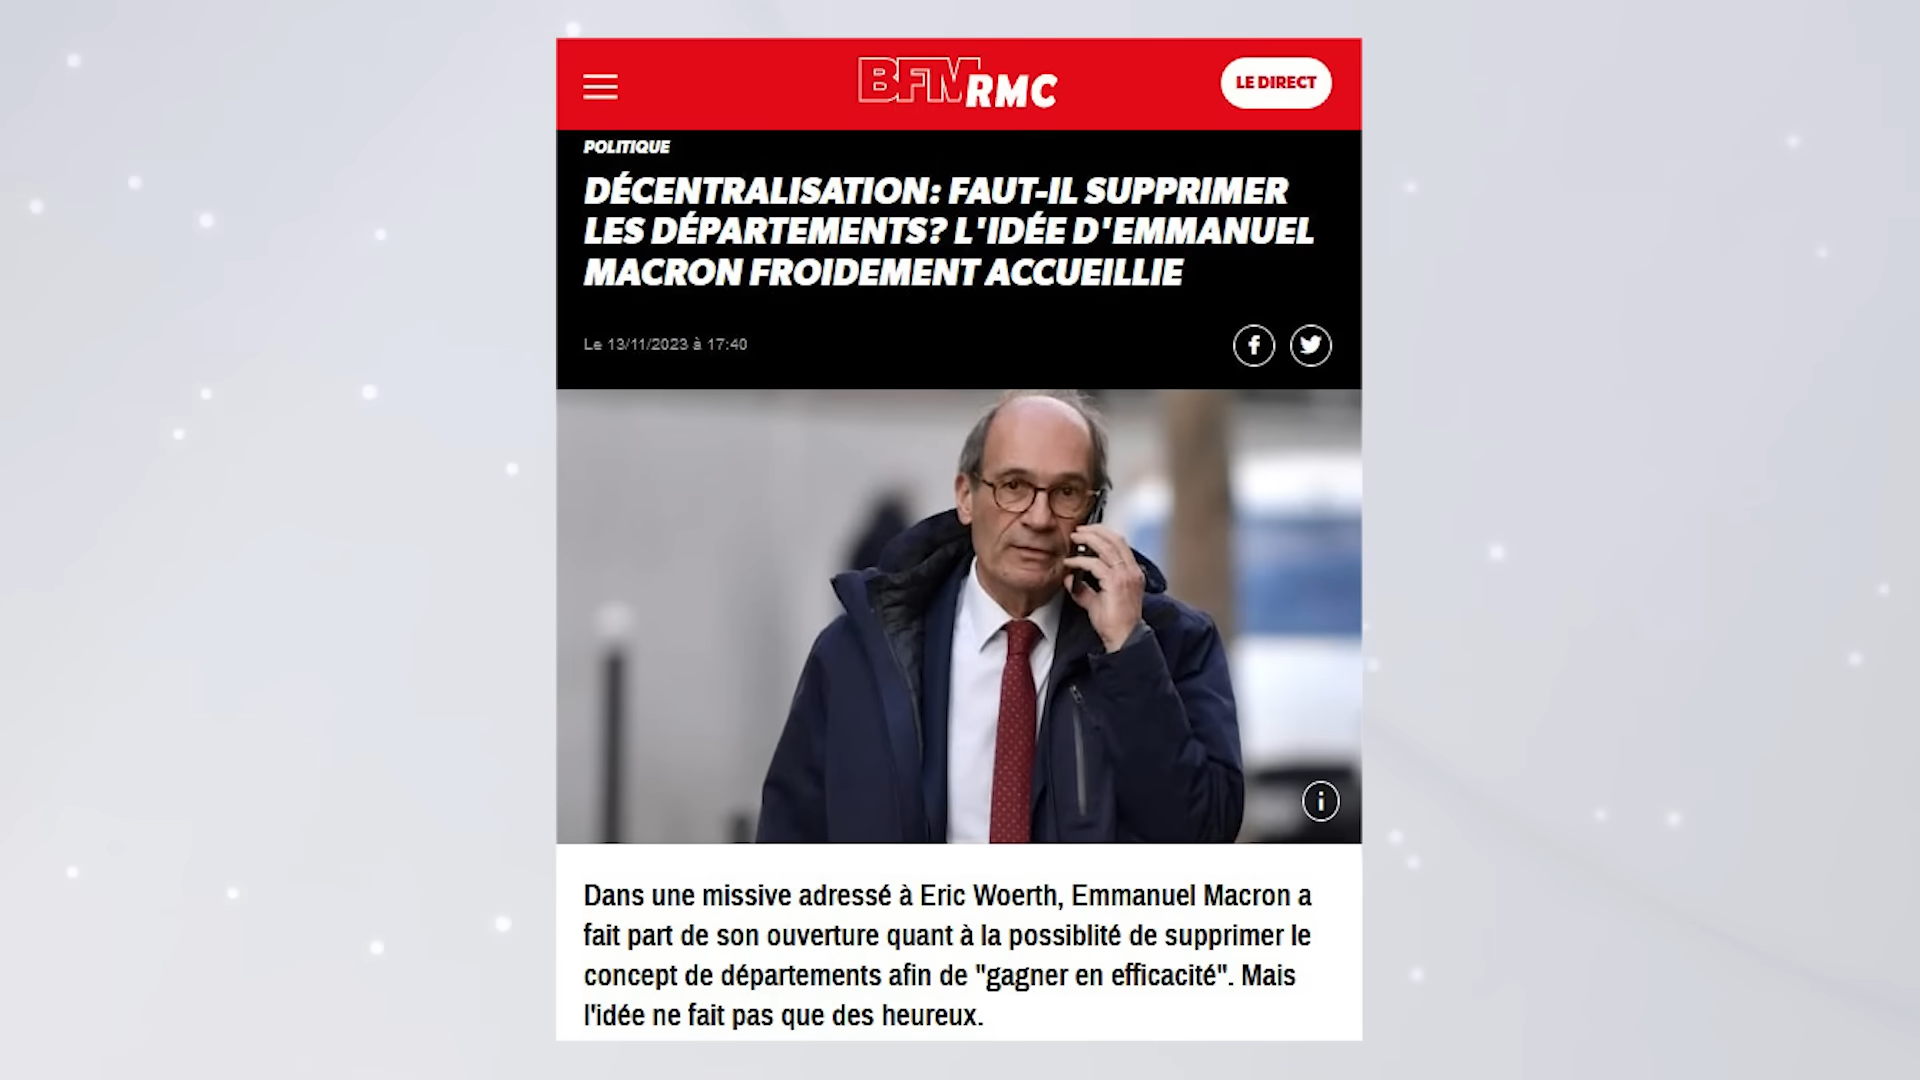 BFM RMC
LE DIRECT
POLITIQUE
DÉCENTRALISATION: FAUT-IL SUPPRIMER
LES DÉPARTEMENTS? L'IDÉE D'EMMANUEL
MACRON FROIDEMENT ACCUEILLIE
Le 13/11/2023 à 17:40
Dans une missive adressé à Eric Woerth, Emmanuel Macron a
fait part de son ouverture quant à la possiblité de supprimer le
concept de départements afin de "gagner en efficacité". Mais
l'idée ne fait pas que des heureux.